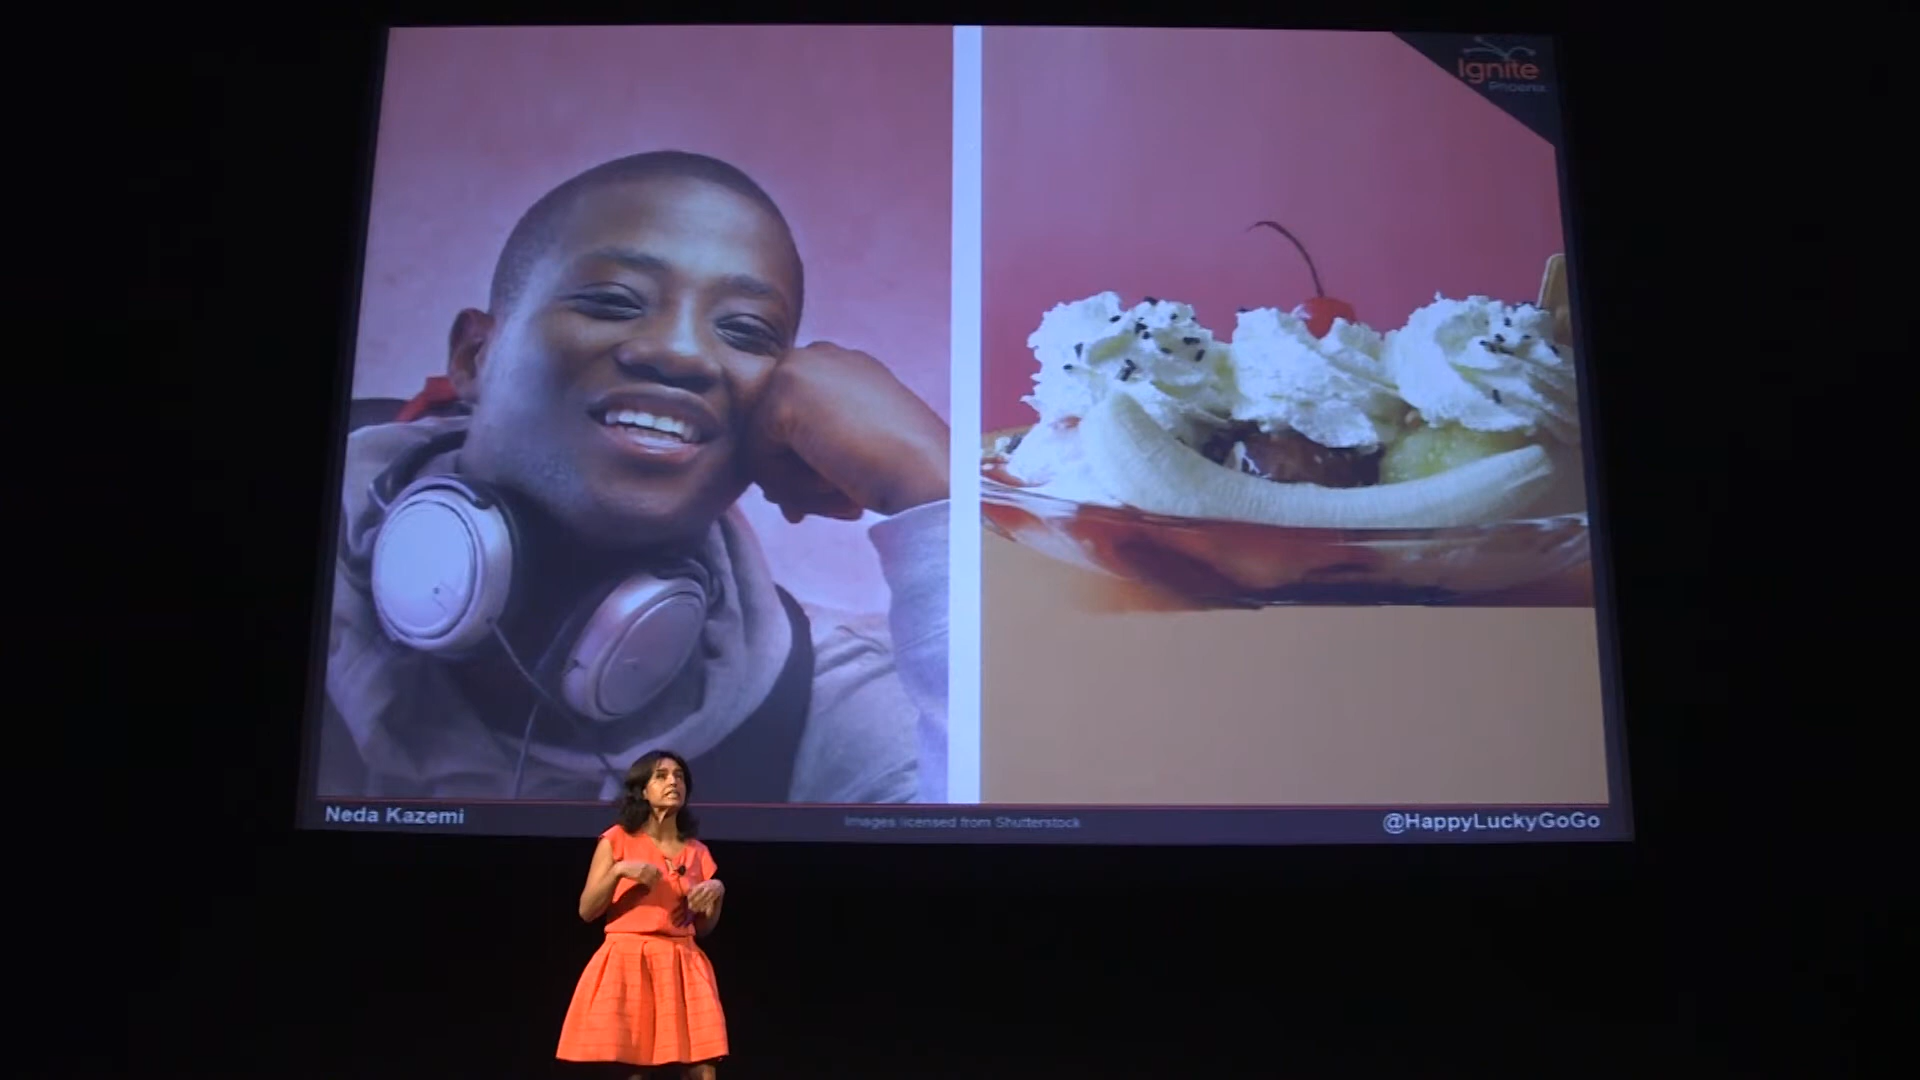 Ignite
Phoenix
Neda Kazemi
Images licensed from Shutterstock
@HappyLuckyGoGo